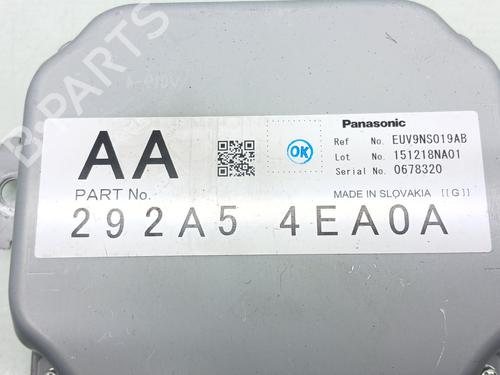 B-PARTS
AA
PART No.
OK
Panasonic
Ref No. EUV9NS019AB
Lot No. 151218NA01
Serial No. 0678320
MADE IN SLOVAKIA [[G]]
292A5 4EA0A